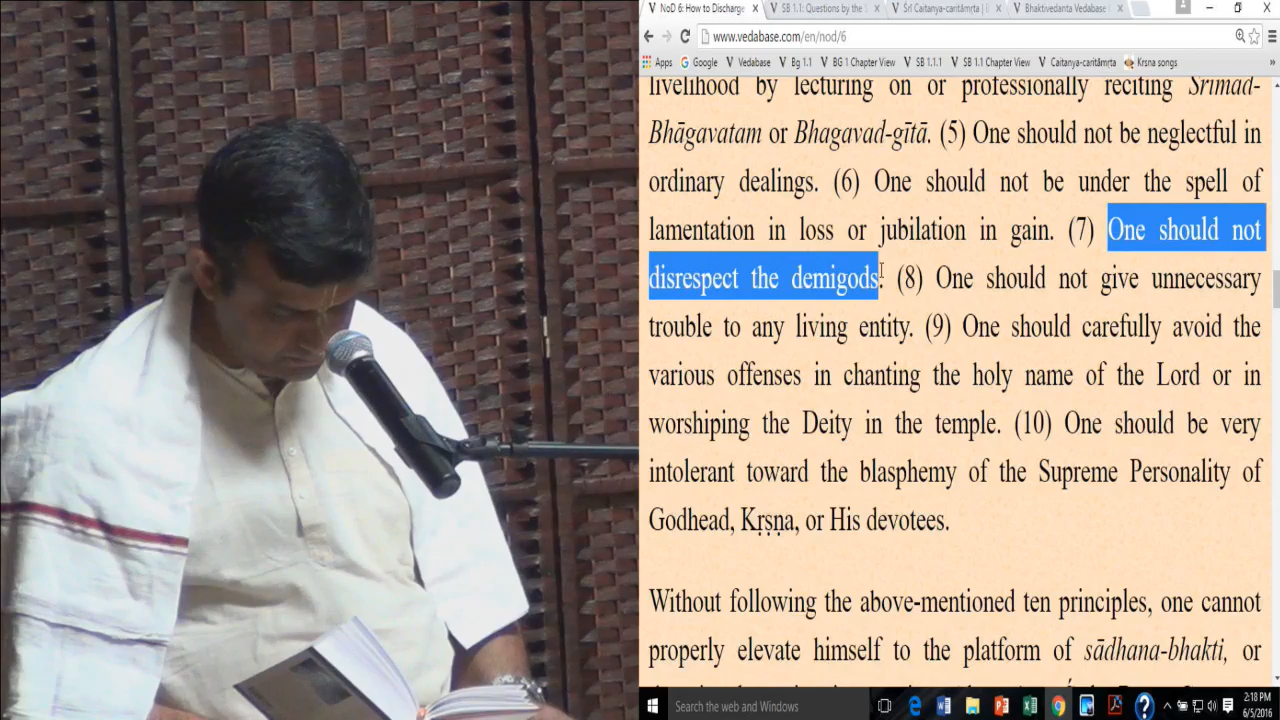 NoD 6: How to Discharge
SB 1.1: Questions by the S
Śrī Caitanya-caritāmṛta |
Bhaktivedanta Vedabase
www.vedabase.com/en/nod/6
Apps Google Vedabase Bg 1.1 BG 1 Chapter View SB 1.1.1 SB 1.1 Chapter View Caitanya-caritāmṛta Krsna songs »
livelihood by lecturing on or professionally reciting Śrīmad-
Bhāgavatam or Bhagavad-gītā. (5) One should not be neglectful in
ordinary dealings. (6) One should not be under the spell of
lamentation in loss or jubilation in gain. (7) One should not
disrespect the demigods. (8) One should not give unnecessary
trouble to any living entity. (9) One should carefully avoid the
various offenses in chanting the holy name of the Lord or in
worshiping the Deity in the temple. (10) One should be very
intolerant toward the blasphemy of the Supreme Personality of
Godhead, Kṛṣṇa, or His devotees.
Without following the above-mentioned ten principles, one cannot
properly elevate himself to the platform of sādhana-bhakti, or
Search the web and Windows
2:18 PM
6/5/2016